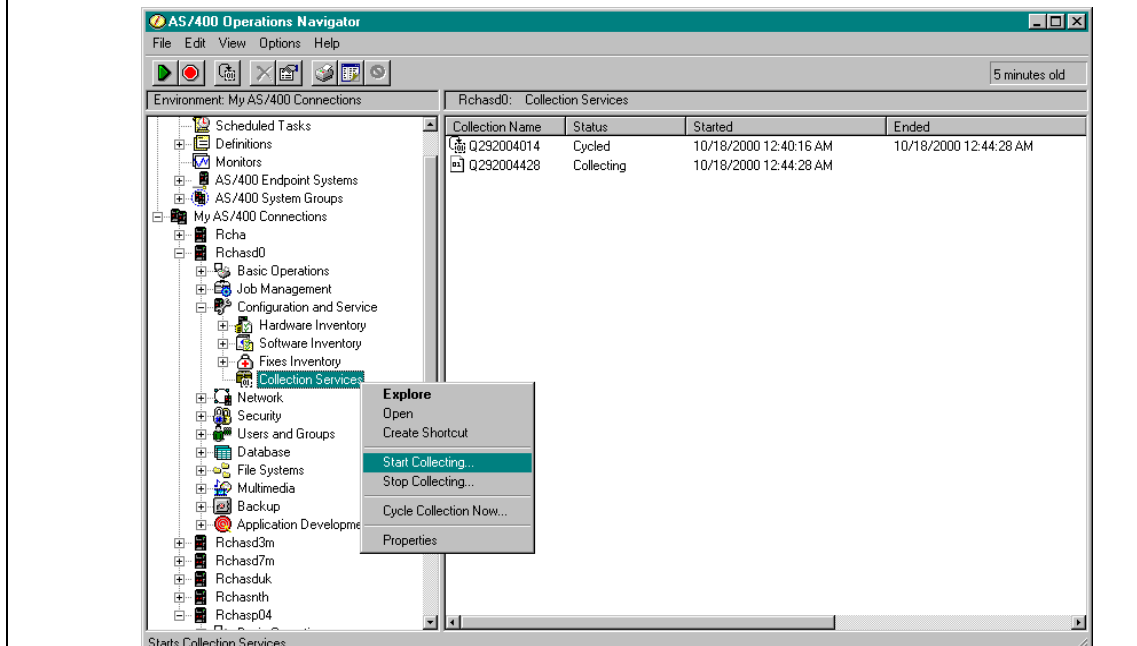 AS/400 Operations Navigator
File Edit View Options Help
5 minutes old
Environment: My AS/400 Connections
Rchasd0: Collection Services
Scheduled Tasks
Definitions
Monitors
AS/400 Endpoint Systems
AS/400 System Groups
My AS/400 Connections
Rcha
Rchasd0
Basic Operations
Job Management
Configuration and Service
Hardware Inventory
Software Inventory
Fixes Inventory
Collection Services
Network
Security
Users and Groups
Database
File Systems
Multimedia
Backup
Application Developme
Rchasd3m
Rchasd7m
Rchasduk
Rchasnth
Rchasp04
Collection Name Status Started Ended
Q292004014 Cycled 10/18/2000 12:40:16 AM 10/18/2000 12:44:28 AM
Q292004428 Collecting 10/18/2000 12:44:28 AM
Explore
Open
Create Shortcut
Start Collecting...
Stop Collecting...
Cycle Collection Now...
Properties
Starts Collection Services